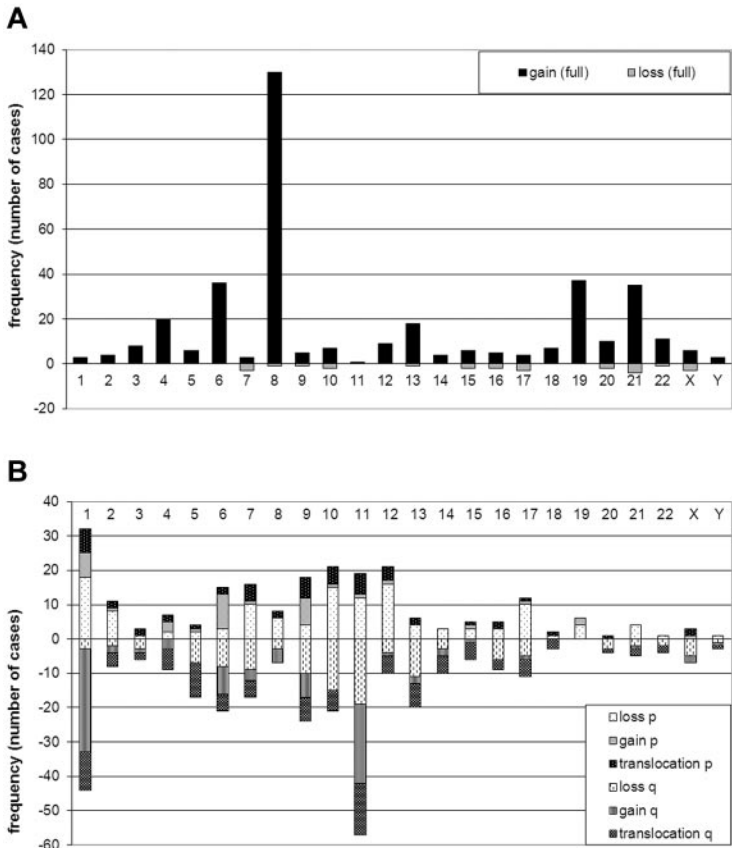 A
140
gain (full) loss (full)
120
100
80
60
40
20
0
1 2 3 4 5 6 7 8 9 10 11 12 13 14 15 16 17 18 19 20 21 22 X Y
-20
frequency (number of cases)
B
40
1 2 3 4 5 6 7 8 9 10 11 12 13 14 15 16 17 18 19 20 21 22 X Y
30
20
10
0
-10
-20
-30
-40
-50
-60
frequency (number of cases)
loss p
gain p
translocation p
loss q
gain q
translocation q